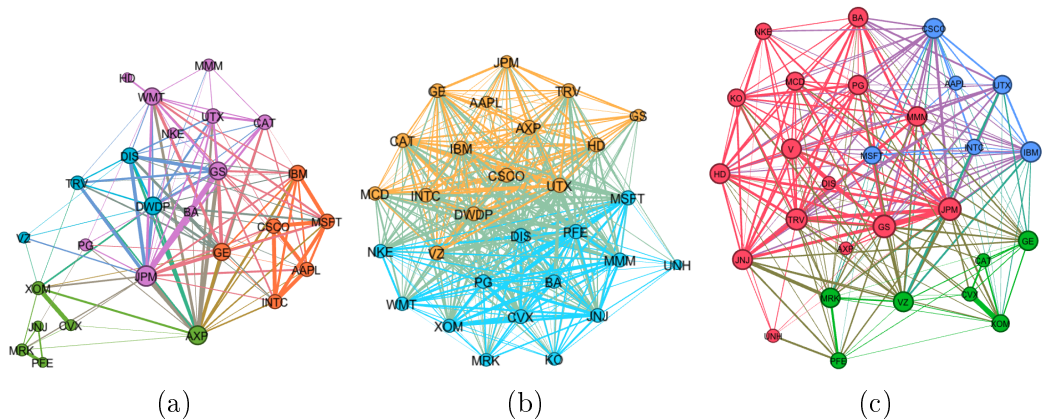 HD
MMM
WMT
UTX
CAT
NKE
DIS
GS
TRV
IBM
DWDP
BA
MSFT
CSCO
VZ
PG
GE
JPM
AAPL
XOM
INTC
JNJ
CVX
AXP
MRK
PFE
(a)
JPM
GE
TRV
AAPL
GS
AXP
CAT
IBM
HD
CSCO
UTX
MCD
INTC
MSFT
DWDP
DIS
PFE
NKE
VZ
MMM
UNH
PG
BA
WMT
XOM
CVX
JNJ
MRK
KO
(b)
BA
NKE
CSCO
MCD
PG
AAPL
UTX
KO
MMM
V
MSFT
INTC
IBM
HD
DIS
JPM
TRV
GS
GE
AXP
JNJ
CAT
MRK
VZ
CVX
XOM
UNH
PFE
(c)